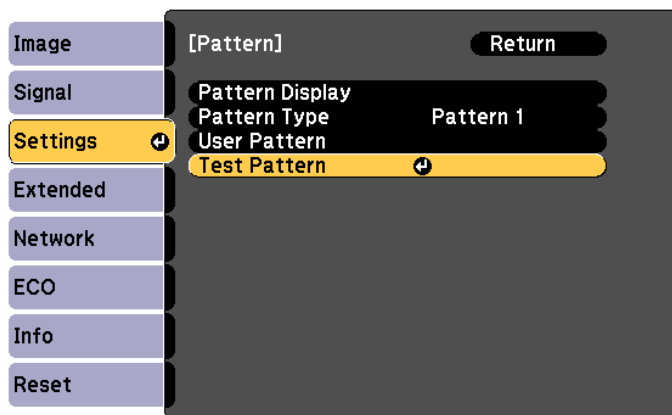 Image
Signal
Settings
Extended
Network
ECO
Info
Reset
[Pattern]
Return
Pattern Display
Pattern Type Pattern 1
User Pattern
Test Pattern